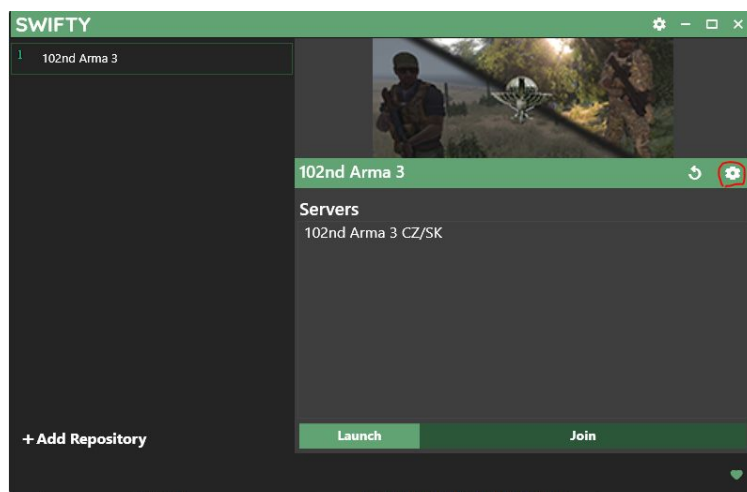 SWIFTY
1 102nd Arma 3
102nd Arma 3
Servers
102nd Arma 3 CZ/SK
+Add Repository
Launch
Join